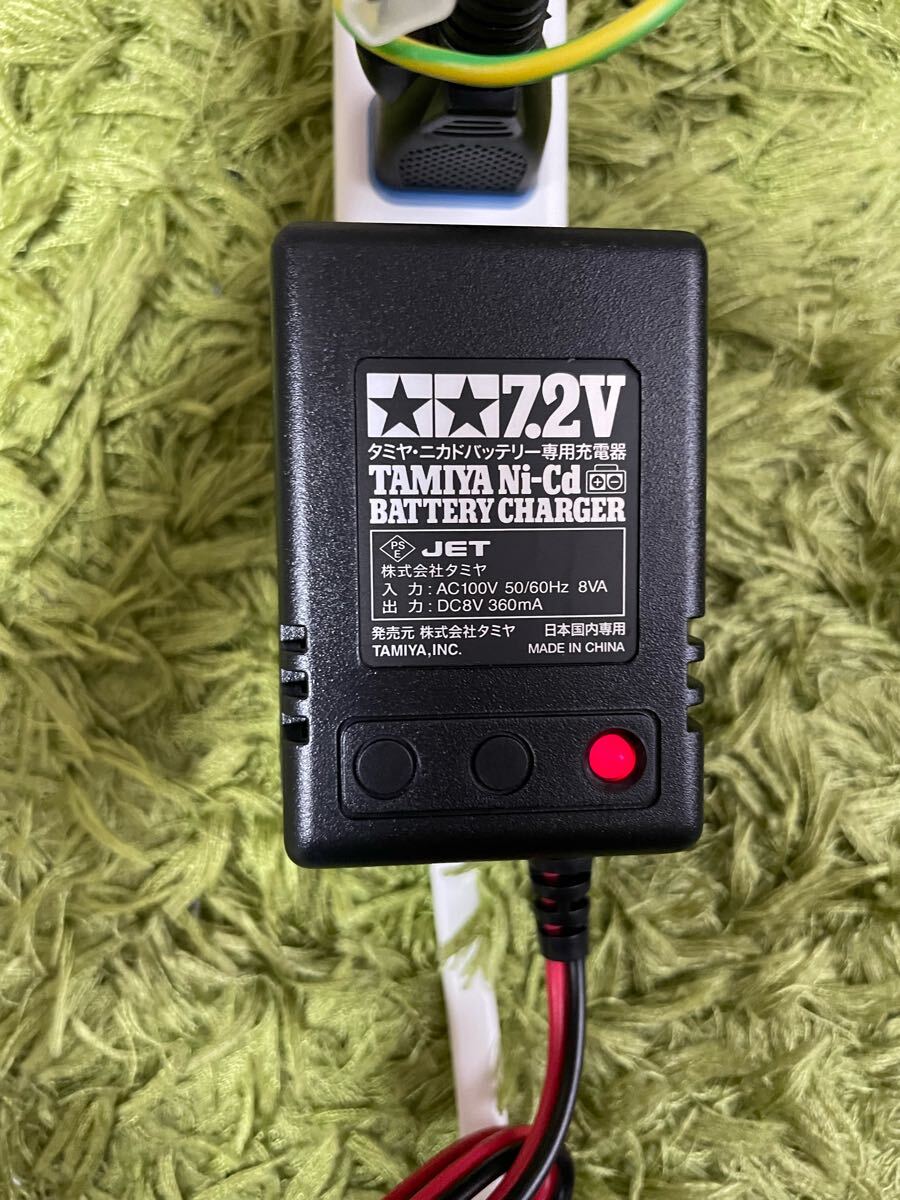 7.2V
タミヤ・ニカドバッテリー専用充電器
TAMIYA Ni-Cd
BATTERY CHARGER
PS E JET
株式会社タミヤ
入 力 : AC100V 50/60Hz 8VA
出 力 : DC8V 360mA
発売元 株式会社タミヤ 日本国内専用
TAMIYA, INC. MADE IN CHINA